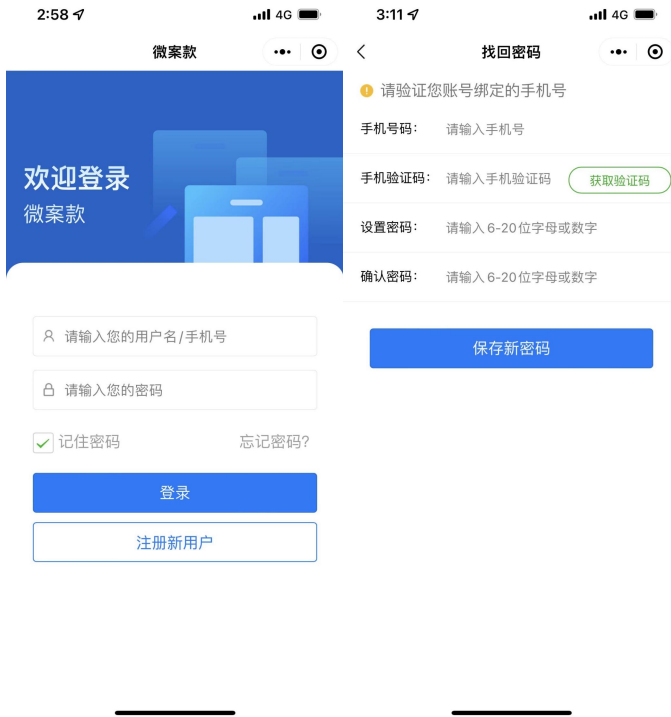 2:58
4G
微案款
欢迎登录
微案款
请输入您的用户名/手机号
请输入您的密码
记住密码
忘记密码?
登录
注册新用户
3:11
4G
找回密码
请验证您账号绑定的手机号
手机号码: 请输入手机号
手机验证码: 请输入手机验证码 获取验证码
设置密码: 请输入6-20位字母或数字
确认密码: 请输入6-20位字母或数字
保存新密码